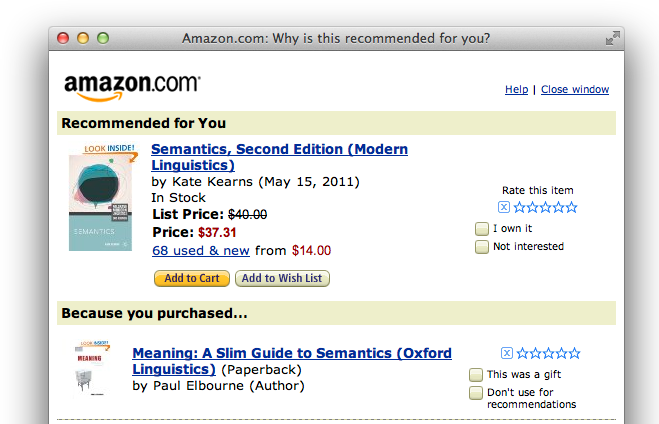 Amazon.com: Why is this recommended for you?
amazon.com
Help | Close window
Recommended for You
LOOK INSIDE!
SEMANTICS
Semantics, Second Edition (Modern
Linguistics)
by Kate Kearns (May 15, 2011)
In Stock
List Price: $40.00
Price: $37.31
68 used & new from $14.00
Add to Cart Add to Wish List
Rate this item
I own it
Not interested
Because you purchased...
LOOK INSIDE!
MEANING
Meaning: A Slim Guide to Semantics (Oxford
Linguistics) (Paperback)
by Paul Elbourne (Author)
This was a gift
Don't use for
recommendations